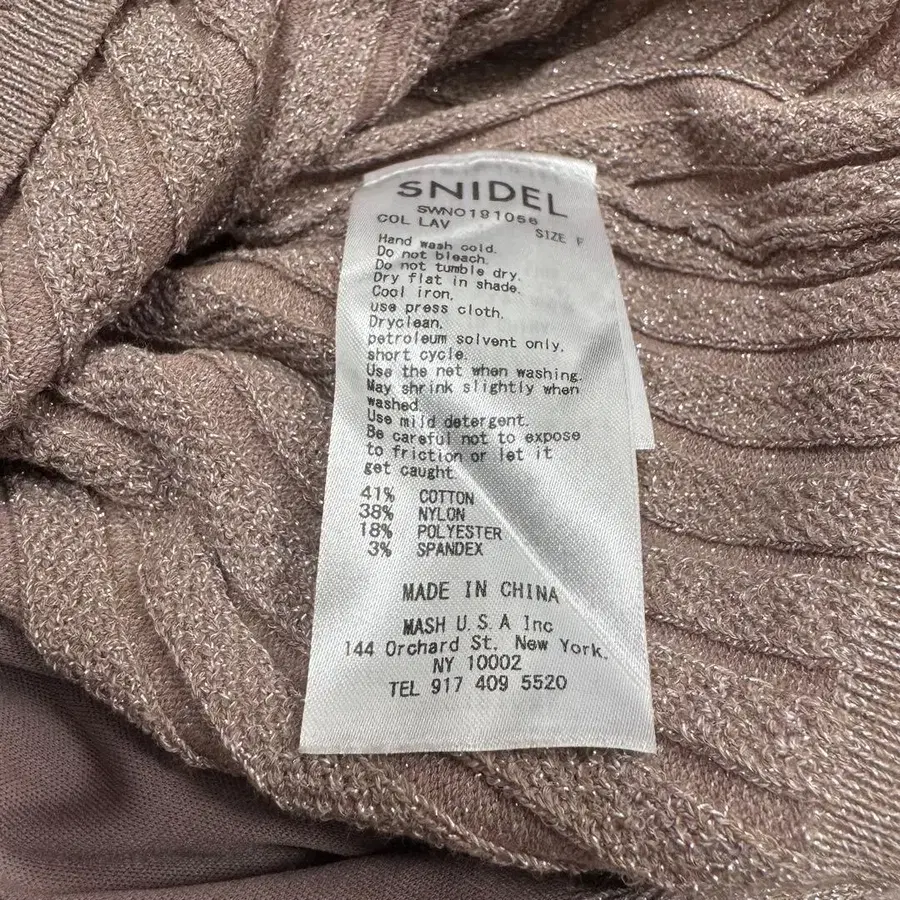 SNIDEL
SWNO191056
COL LAV SIZE F
Hand wash cold.
Do not bleach.
Do not tumble dry.
Dry flat in shade.
Cool iron,
use press cloth.
Dryclean.
petroleum solvent only,
short cycle.
Use the net when washing.
May shrink slightly when
washed.
Use mild detergent.
Be careful not to expose
to friction or let it
get caught.
41% COTTON
38% NYLON
18% POLYESTER
3% SPANDEX
MADE IN CHINA
MASH U.S.A Inc
144 Orchard St. New York.
NY 10002
TEL 917 409 5520